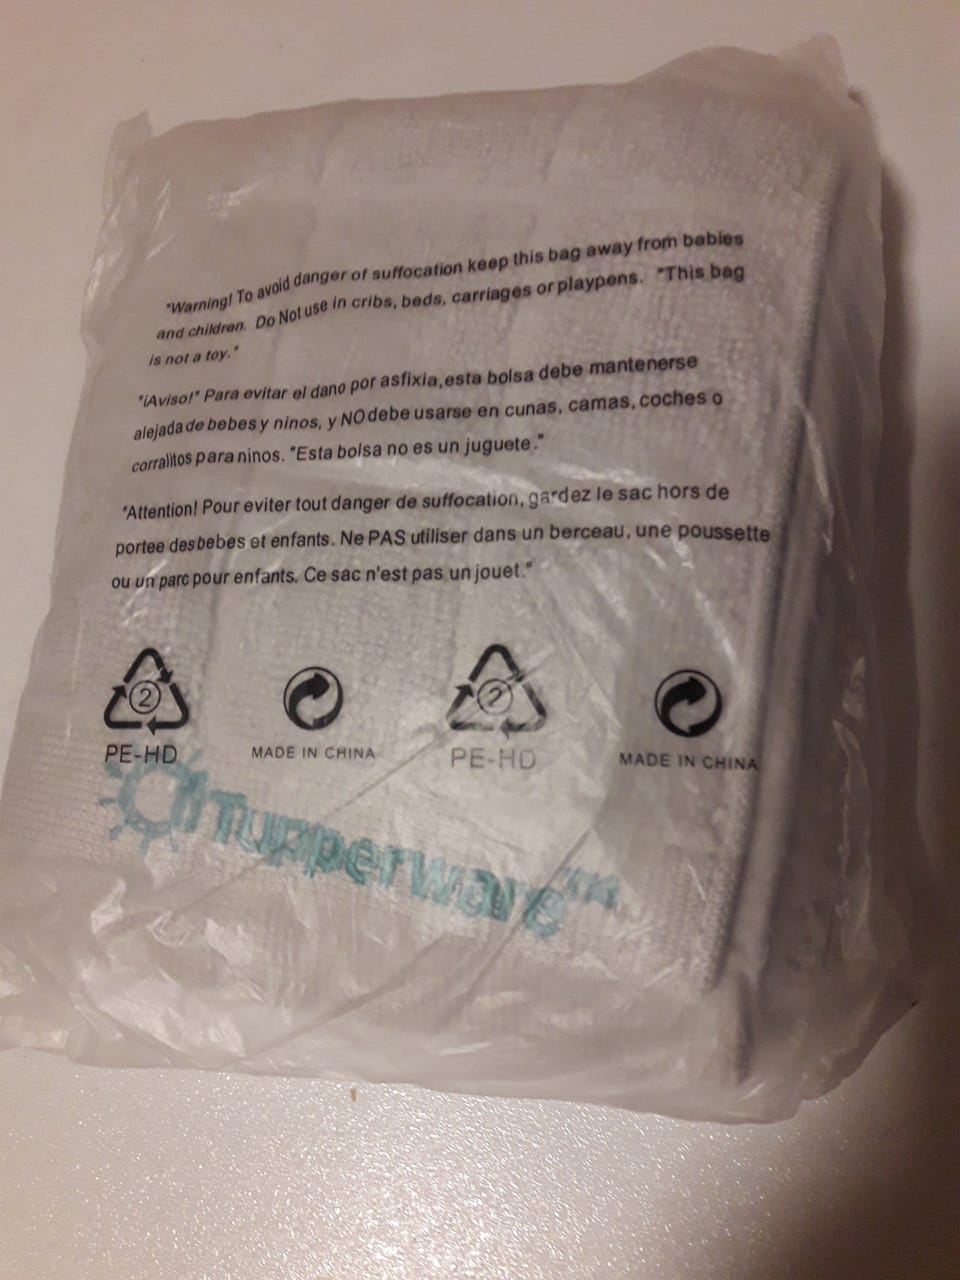 "Warning! To avoid danger of suffocation keep this bag away from babies
and children. Do Not use in cribs, beds, carriages or playpens. "This bag
is not a toy."
"¡Aviso!" Para evitar el dano por asfixia,esta bolsa debe mantenerse
alejada de bebes y ninos, y NO debe usarse en cunas, camas, coches o
corralitos para ninos. "Esta bolsa no es un juguete."
"Attention! Pour eviter tout danger de suffocation, gardez le sac hors de
portee des bebes et enfants. Ne PAS utiliser dans un berceau, une poussette
ou un parc pour enfants. Ce sac n'est pas un jouet."
2 2
PE-HD MADE IN CHINA PE-HD MADE IN CHINA
Tupperware™